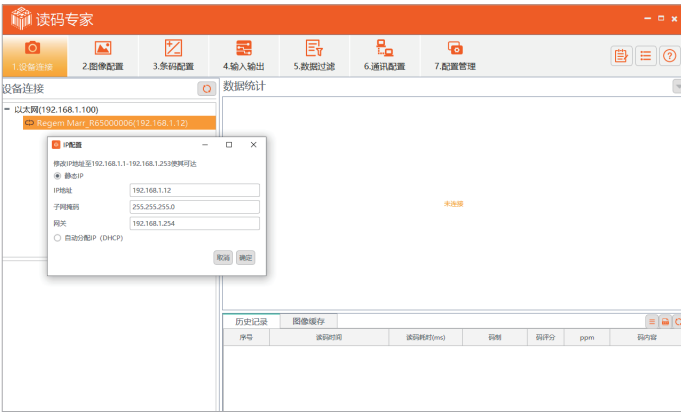 读码专家
1.设备连接
2.图像配置
3.条码配置
4.输入输出
5.数据过滤
6.通讯配置
7.配置管理
设备连接
数据统计
以太网(192.168.1.100)
Regem Marr_R65000006(192.168.1.12)
IP配置
修改IP地址至192.168.1.1-192.168.1.253使其可达
静态IP
IP地址
192.168.1.12
子网掩码
255.255.255.0
网关
192.168.1.254
自动分配IP（DHCP）
取消
确定
未连接
历史记录
图像缓存
序号
读码时间
读码耗时(ms)
码制
码评分
ppm
码内容